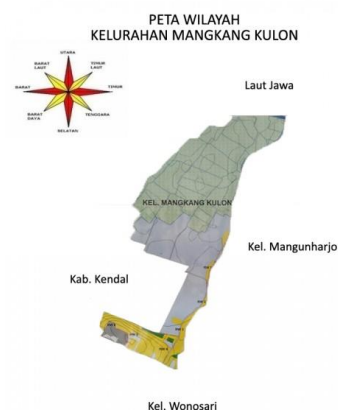 PETA WILAYAH
KELURAHAN MANGKANG KULON
UTARA
BARAT LAUT
TIMUR LAUT
BARAT
TIMUR
BARAT DAYA
TENGGARA
SELATAN
Laut Jawa
KEL. MANGKANG KULON
Kel. Mangunharjo
Kab. Kendal
Kel. Wonosari